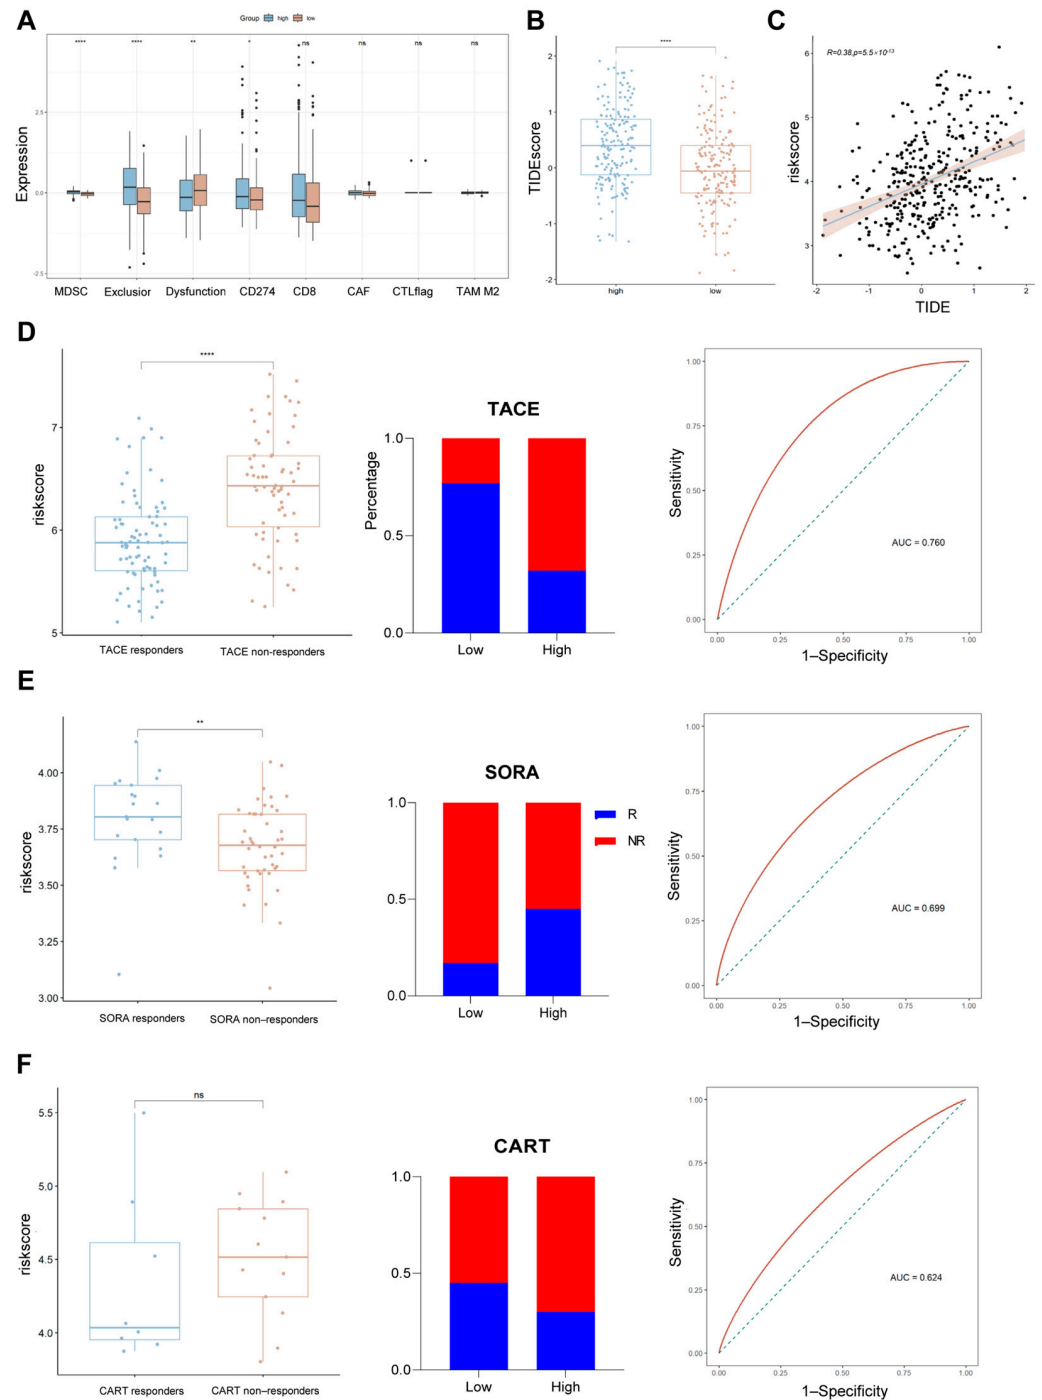 A
Group high low
**** **** ** * ns ns ns ns
Expression
2.5
0.0
-2.5
MDSC Exclusior Dysfunction CD274 CD8 CAF CTLflag TAM M2
B
****
TIDEscore
2
1
0
-1
-2
high low
C
R=0.38,p=5.5×10⁻¹³
riskscore
6
5
4
3
-2 -1 0 1 2
TIDE
D
****
riskscore
7
6
5
TACE responders TACE non-responders
TACE
Percentage
1.0
0.5
0.0
Low High
Sensitivity
1.00
0.75
0.50
0.25
0.00
AUC = 0.760
0.00 0.25 0.50 0.75 1.00
1–Specificity
E
**
riskscore
4.00
3.75
3.50
3.25
3.00
SORA responders SORA non–responders
SORA
1.0
0.5
0.0
Low High
R
NR
Sensitivity
1.00
0.75
0.50
0.25
0.00
AUC = 0.699
0.00 0.25 0.50 0.75 1.00
1–Specificity
F
ns
riskscore
5.5
5.0
4.5
4.0
CART responders CART non–responders
CART
1.0
0.5
0.0
Low High
Sensitivity
1.00
0.75
0.50
0.25
0.00
AUC = 0.624
0.00 0.25 0.50 0.75 1.00
1–Specificity